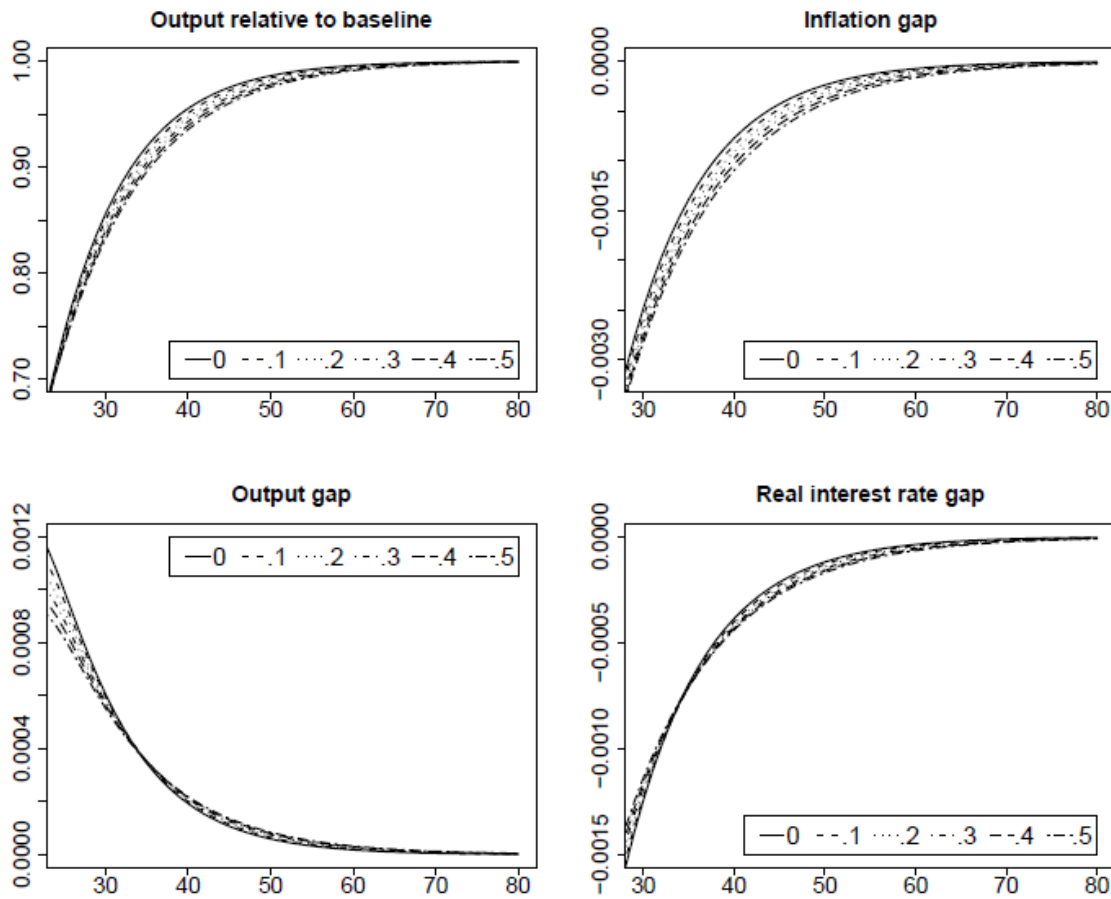 Output relative to baseline
1.00
0.90
0.80
0.70
0 .1 .2 .3 .4 .5
30 40 50 60 70 80
Inflation gap
0.0000
−0.0015
−0.0030
0 .1 .2 .3 .4 .5
30 40 50 60 70 80
Output gap
0.0012
0.0008
0.0004
0.0000
0 .1 .2 .3 .4 .5
30 40 50 60 70 80
Real interest rate gap
0.0000
−0.0005
−0.0010
−0.0015
0 .1 .2 .3 .4 .5
30 40 50 60 70 80